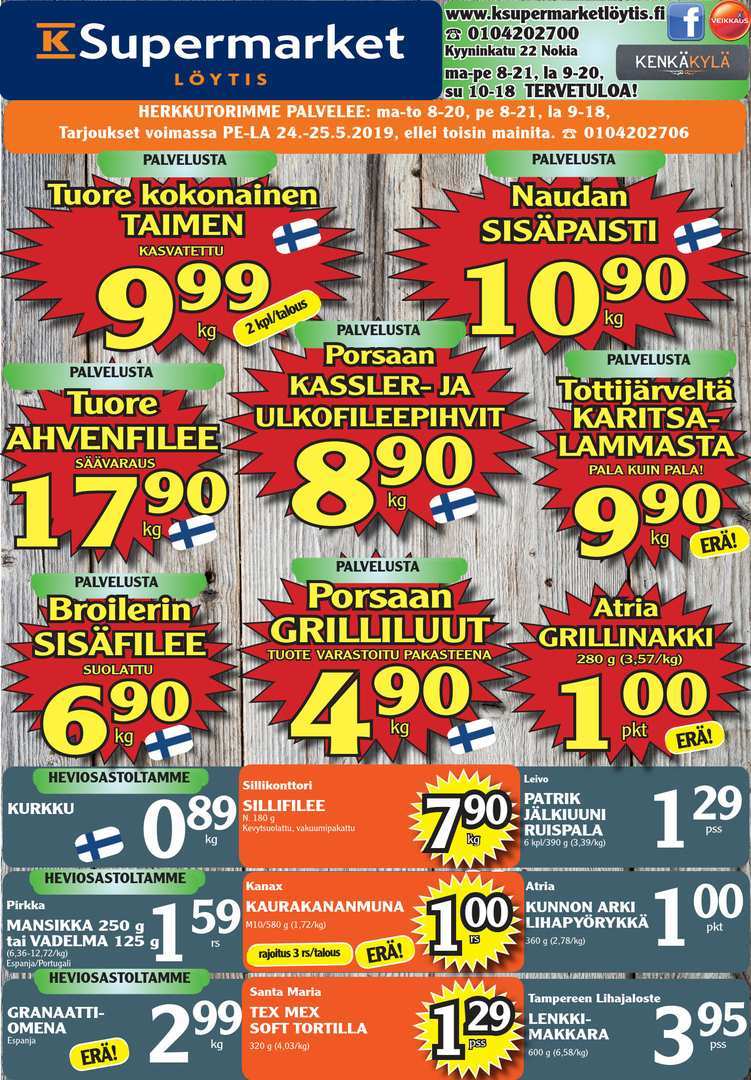 K Supermarket
LÖYTIS
www.ksupermarketlöytis.fi
☎ 0104202700
Kyyninkatu 22 Nokia
ma-pe 8-21, la 9-20,
su 10-18 TERVETULOA!
f
VEIKKAUS
KENKÄKYLÄ
HERKKUTORIMME PALVELEE: ma-to 8-20, pe 8-21, la 9-18,
Tarjoukset voimassa PE-LA 24.-25.5.2019, ellei toisin mainita. ☎ 0104202706
PALVELUSTA
Tuore kokonainen
TAIMEN
KASVATETTU
9 99
kg
2 kpl/talous
PALVELUSTA
Naudan
SISÄPAISTI
10 90
kg
PALVELUSTA
Tuore
AHVENFILEE
SÄÄVARAUS
17 90
kg
PALVELUSTA
Porsaan
KASSLER- JA
ULKOFILEEPIHVIT
8 90
kg
PALVELUSTA
Tottijärveltä
KARITSA-
LAMMASTA
PALA KUIN PALA!
9 90
kg
ERÄ!
PALVELUSTA
Broilerin
SISÄFILEE
SUOLATTU
6 90
kg
PALVELUSTA
Porsaan
GRILLILUUT
TUOTE VARASTOITU PAKASTEENA
4 90
kg
Atria
GRILLINAKKI
280 g (3,57/kg)
1 00
pkt
ERÄ!
HEVIOSASTOLTAMME
KURKKU
0 89
kg
Sillikonttori
SILLIFILEE
N. 180 g
Kevytsuolattu, vakuumipakattu
7 90
kg
Leivo
PATRIK
JÄLKIUUNI
RUISPALA
6 kpl/390 g (3,39/kg)
1 29
pss
HEVIOSASTOLTAMME
Pirkka
MANSIKKA 250 g
tai VADELMA 125 g
(6,36-12,72/kg)
Espanja/Portugali
1 59
rs
Kanax
KAURAKANANMUNA
M10/580 g (1,72/kg)
rajoitus 3 rs/talous
ERÄ!
1 00
rs
Atria
KUNNON ARKI
LIHAPYÖRYKKÄ
360 g (2,78/kg)
1 00
pkt
HEVIOSASTOLTAMME
GRANAATTI-
OMENA
Espanja
ERÄ!
2 99
kg
Santa Maria
TEX MEX
SOFT TORTILLA
320 g (4,03/kg)
1 29
pss
Tampereen Lihajaloste
LENKKI-
MAKKARA
600 g (6,58/kg)
3 95
pss